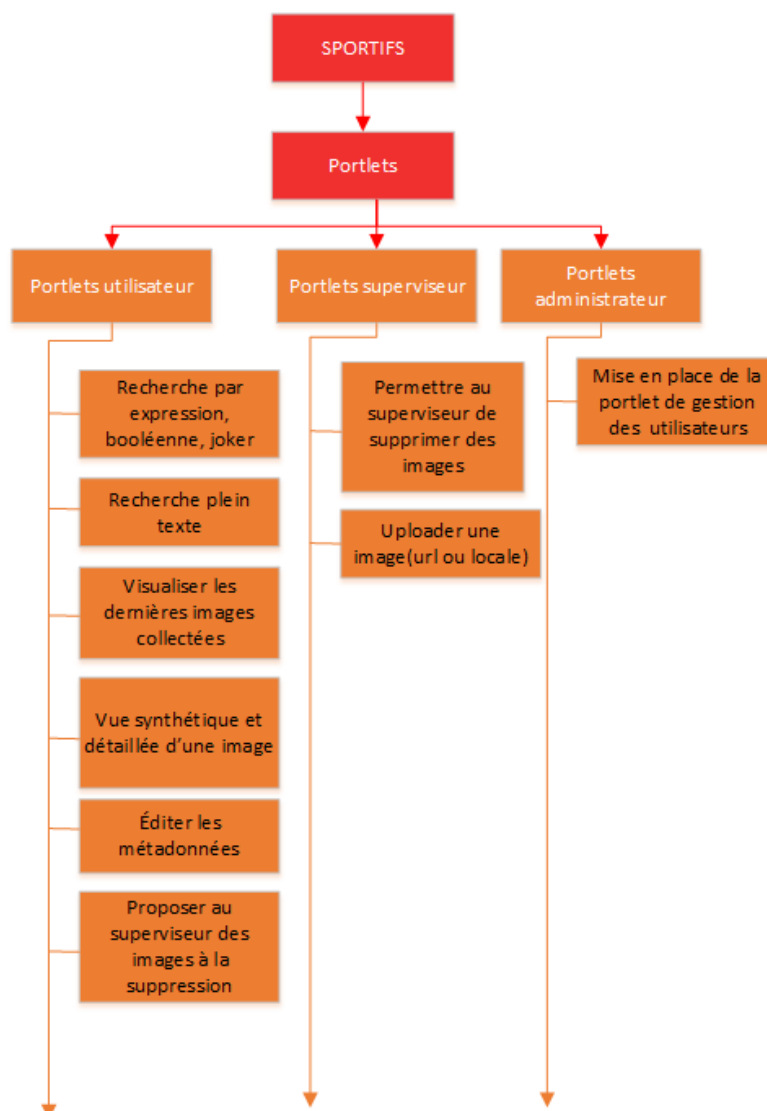 SPORTIFS
Portlets
Portlets utilisateur
Portlets superviseur
Portlets
administrateur
Recherche par
expression,
booléenne, joker
Recherche plein
texte
Visualiser les
dernières images
collectées
Vue synthétique et
détaillée d’une image
Éditer les
métadonnées
Proposer au
superviseur des
images à la
suppression
Permettre au
superviseur de
supprimer des
images
Uploader une
image(url ou locale)
Mise en place de la
portlet de gestion
des utilisateurs